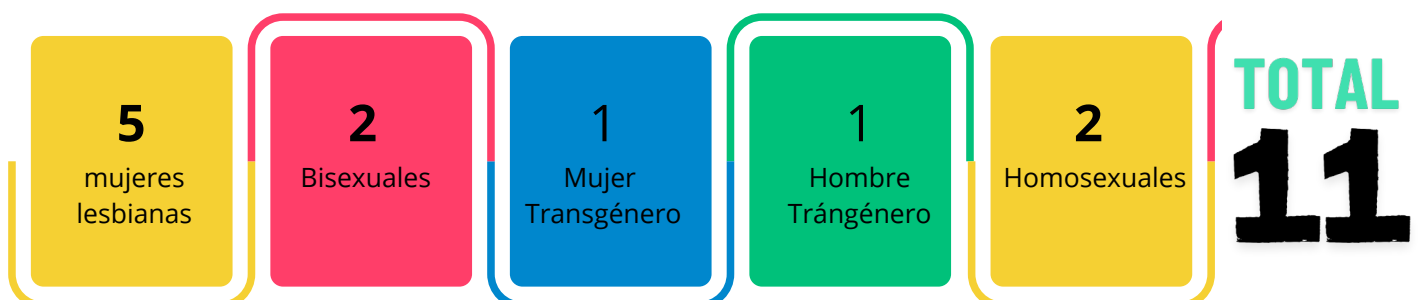 5
mujeres
lesbianas
2
Bisexuales
1
Mujer
Transgénero
1
Hombre
Trángénero
2
Homosexuales
TOTAL
11